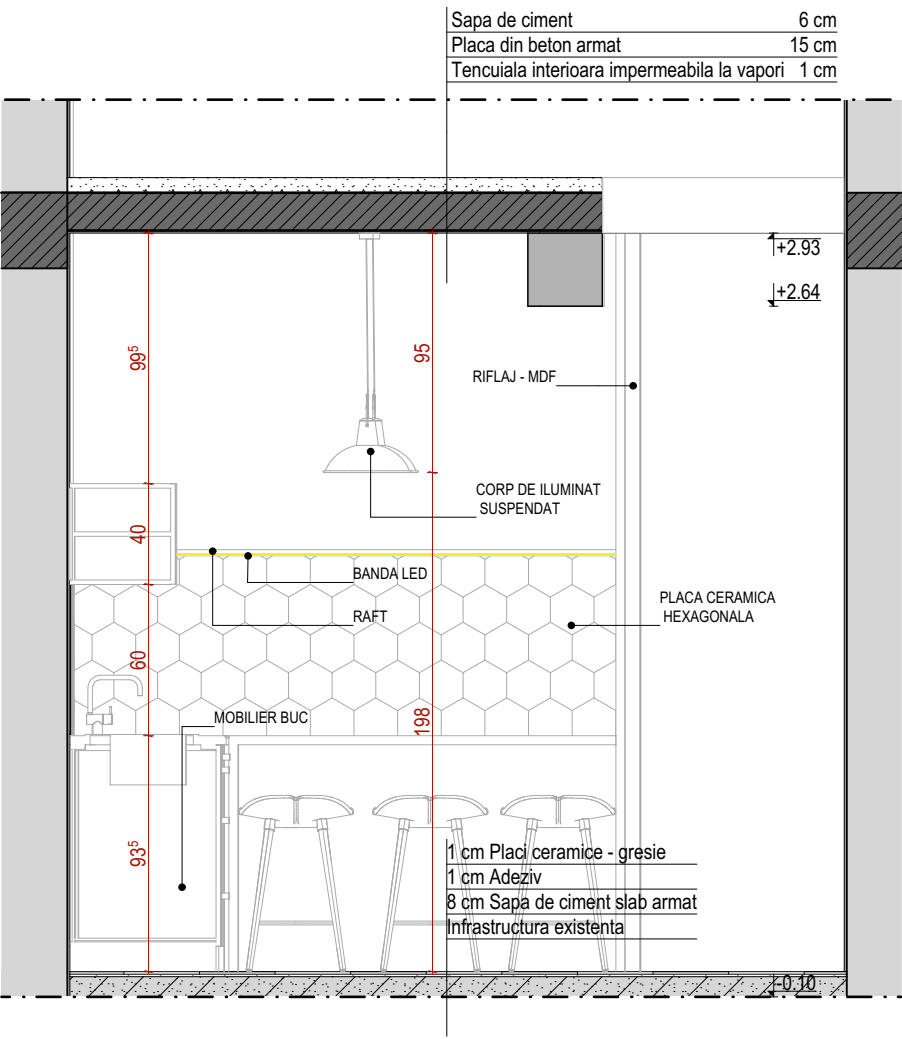 Sapa de ciment 6 cm
Placa din beton armat 15 cm
Tencuiala interioara impermeabila la vapori 1 cm
+2.93
+2.64
99⁵
95
RIFLAJ - MDF
CORP DE ILUMINAT
SUSPENDAT
40
BANDA LED
RAFT
PLACA CERAMICA
HEXAGONALA
60
MOBILIER BUC
198
93⁵
1 cm Placi ceramice - gresie
1 cm Adeziv
8 cm Sapa de ciment slab armat
Infrastructura existenta
-0.10